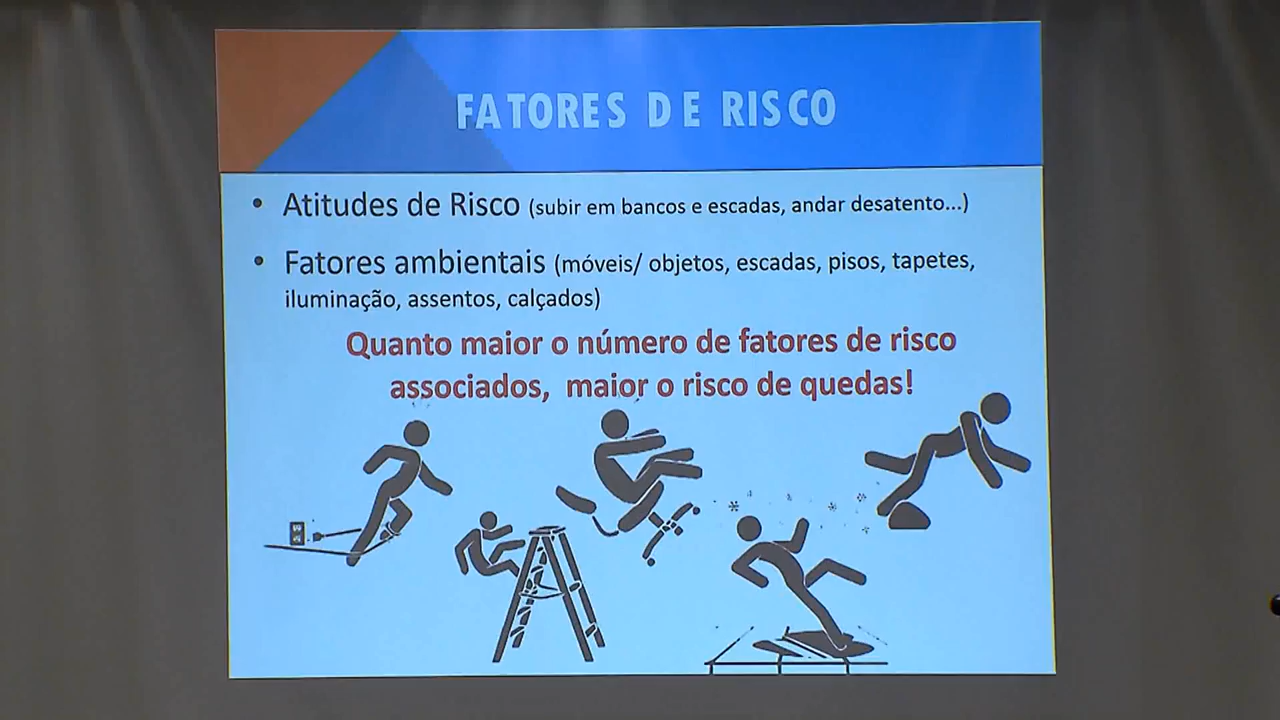 FATORES DE RISCO
• Atitudes de Risco (subir em bancos e escadas, andar desatento...)
• Fatores ambientais (móveis/ objetos, escadas, pisos, tapetes,
iluminação, assentos, calçados)
Quanto maior o número de fatores de risco
associados, maior o risco de quedas!